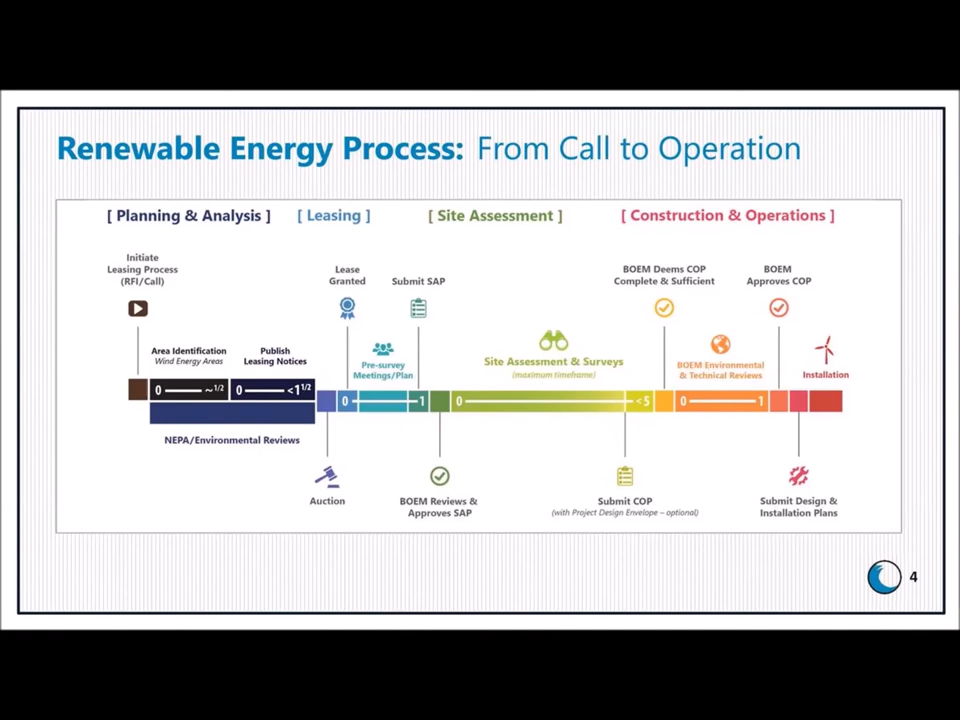 Renewable Energy Process: From Call to Operation
[ Planning & Analysis ]
[ Leasing ]
[ Site Assessment ]
[ Construction & Operations ]
Initiate
Leasing Process
(RFI/Call)
Lease
Granted
Submit SAP
BOEM Deems COP
Complete & Sufficient
BOEM
Approves COP
Area Identification
Wind Energy Areas
Publish
Leasing Notices
Pre-survey
Meetings/Plan
Site Assessment & Surveys
(maximum timeframe)
BOEM Environmental
& Technical Reviews
Installation
0 ~1/2
0 <1 1/2
0 1
0 <5
0 1
NEPA/Environmental Reviews
Auction
BOEM Reviews &
Approves SAP
Submit COP
(with Project Design Envelope – optional)
Submit Design &
Installation Plans
4